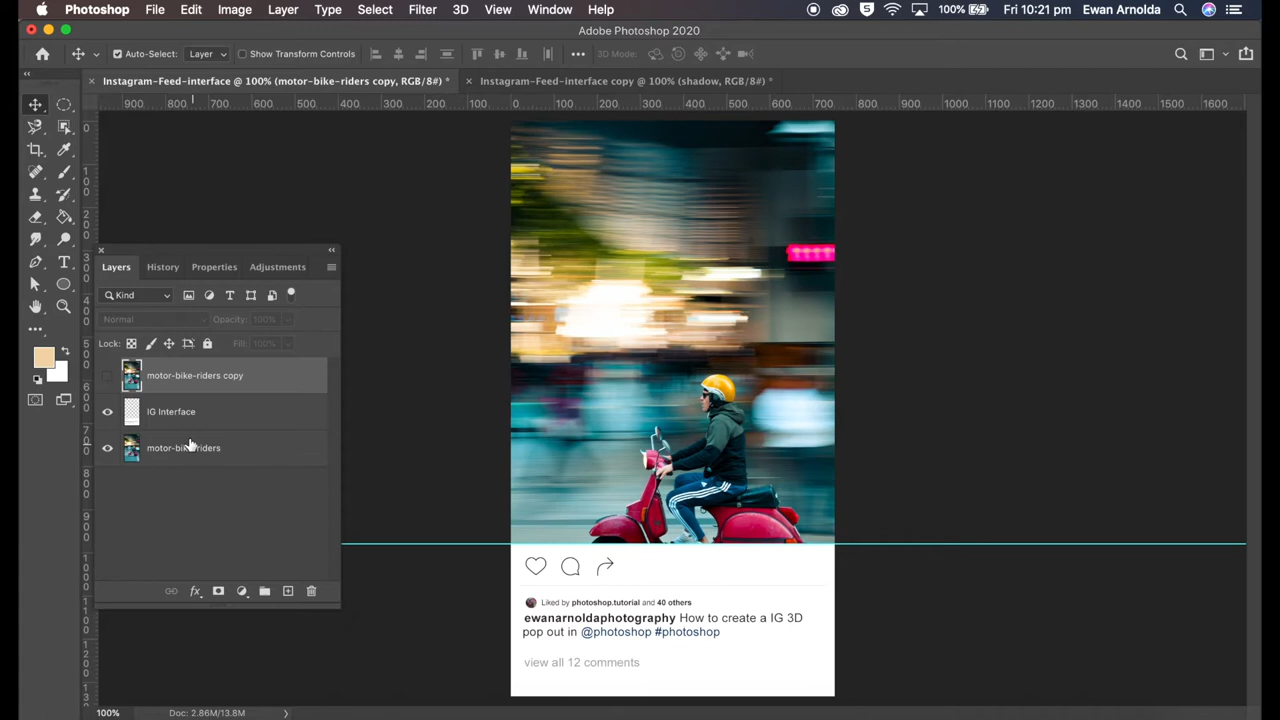 Photoshop File Edit Image Layer Type Select Filter 3D View Window Help 100% Fri 10:21 pm Ewan Arnolda
Adobe Photoshop 2020
Auto-Select: Layer Show Transform Controls 3D Mode:
Instagram-Feed-interface @ 100% (motor-bike-riders copy, RGB/8#) * Instagram-Feed-interface copy @ 100% (shadow, RGB/8#) *
900 800 700 600 500 400 300 200 100 0 100 200 300 400 500 600 700 800 900 1000 1100 1200 1300 1400 1500 1600
Layers History Properties Adjustments
Kind
Normal Opacity: 100%
Lock: Fill: 100%
motor-bike-riders copy
IG Interface
motor-bike-riders
Liked by photoshop.tutorial and 40 others
ewanarnoldaphotography How to create a IG 3D
pop out in @photoshop #photoshop
view all 12 comments
100% Doc: 2.86M/13.8M